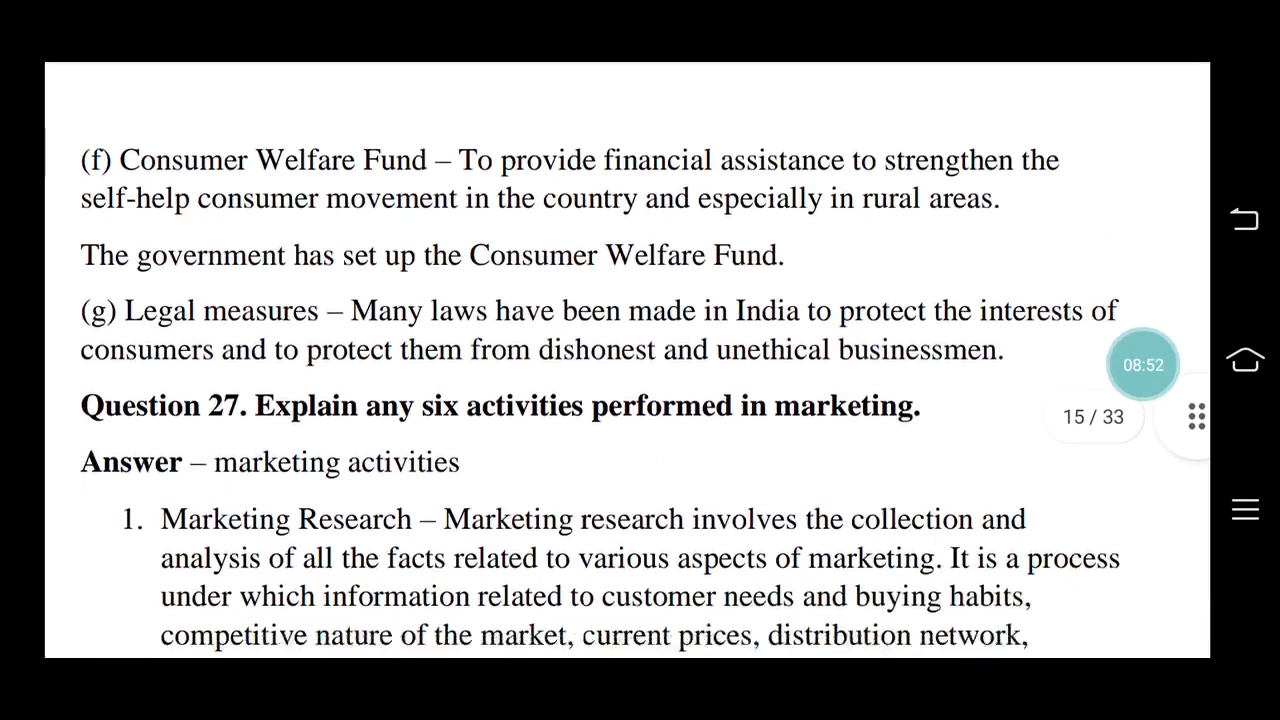 (f) Consumer Welfare Fund – To provide financial assistance to strengthen the
self-help consumer movement in the country and especially in rural areas.
The government has set up the Consumer Welfare Fund.
(g) Legal measures – Many laws have been made in India to protect the interests of
consumers and to protect them from dishonest and unethical businessmen.
08:52
Question 27. Explain any six activities performed in marketing.
15 / 33
Answer – marketing activities
1. Marketing Research – Marketing research involves the collection and
analysis of all the facts related to various aspects of marketing. It is a process
under which information related to customer needs and buying habits,
competitive nature of the market, current prices, distribution network,